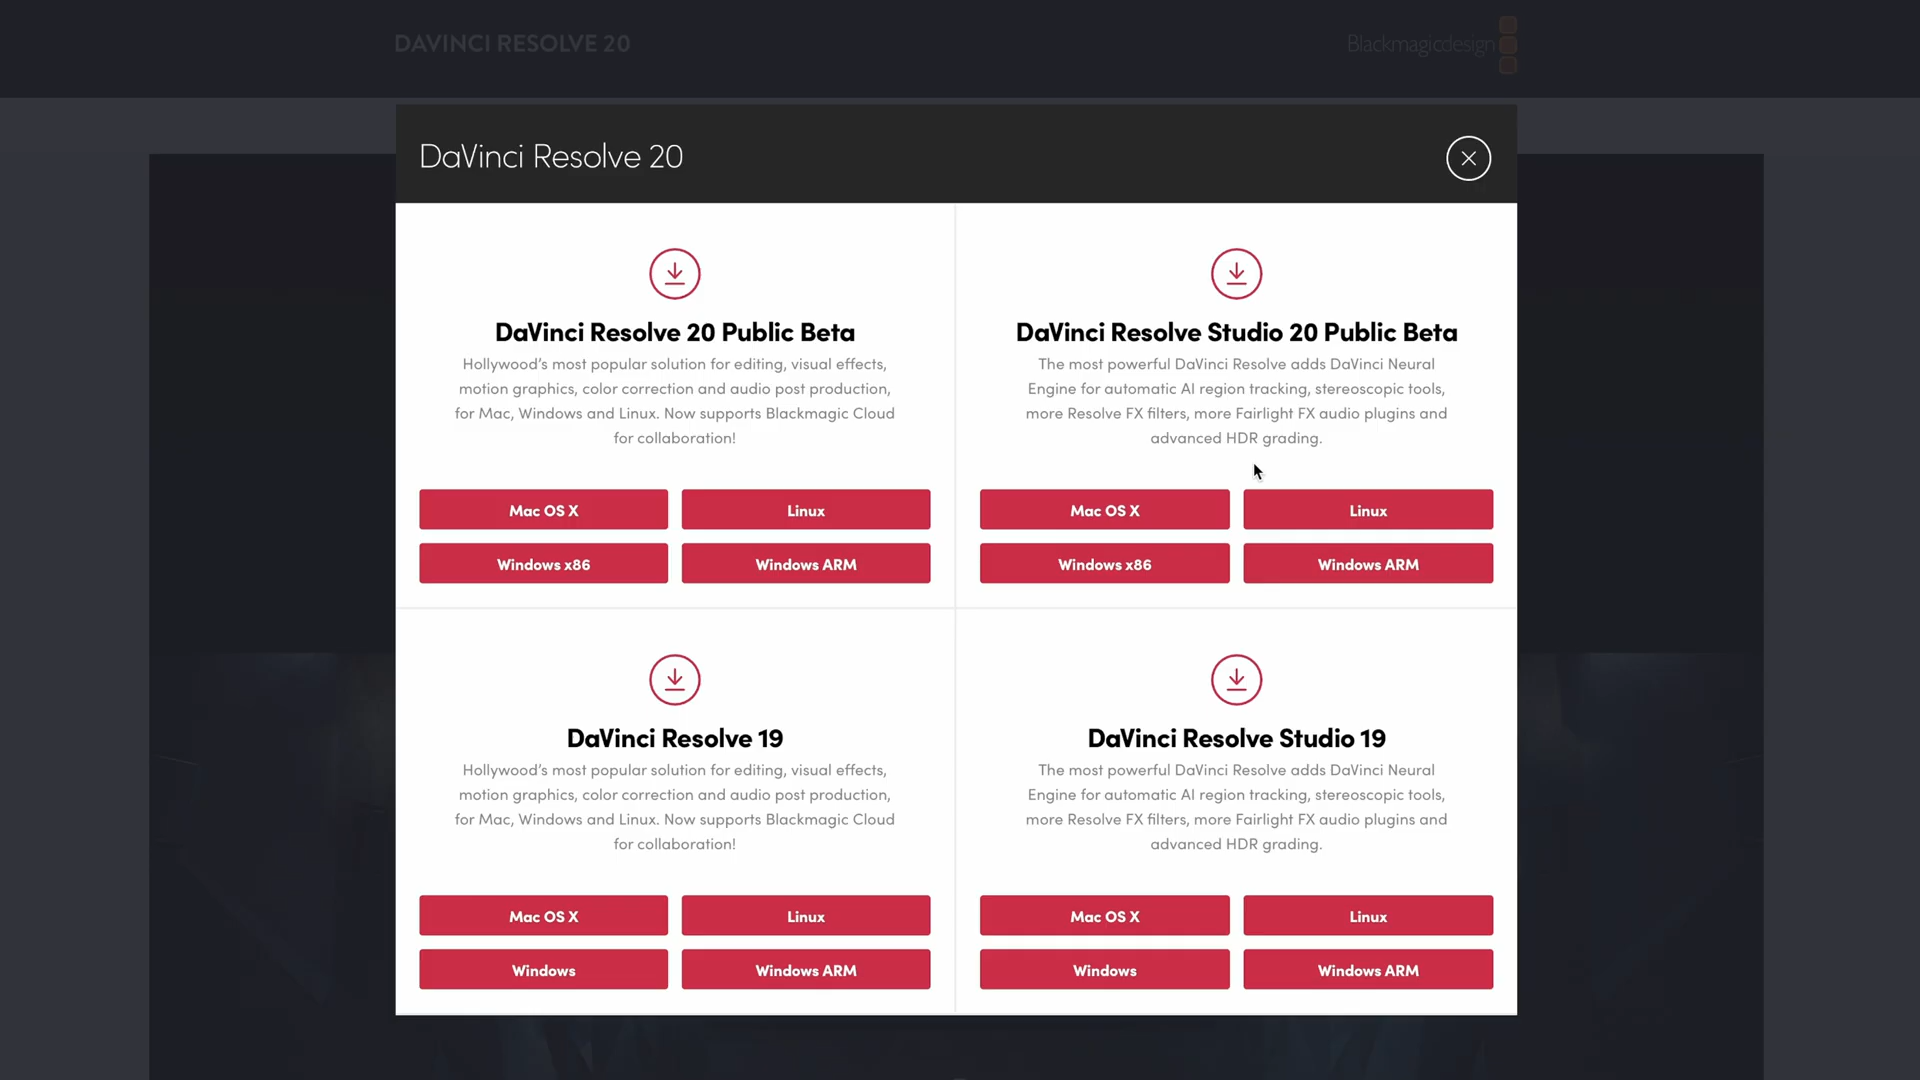 DAVINCI RESOLVE 20
Blackmagicdesign
DaVinci Resolve 20
DaVinci Resolve 20 Public Beta
Hollywood's most popular solution for editing, visual effects,
motion graphics, color correction and audio post production,
for Mac, Windows and Linux. Now supports Blackmagic Cloud
for collaboration!
Mac OS X
Linux
Windows x86
Windows ARM
DaVinci Resolve Studio 20 Public Beta
The most powerful DaVinci Resolve adds DaVinci Neural
Engine for automatic AI region tracking, stereoscopic tools,
more Resolve FX filters, more Fairlight FX audio plugins and
advanced HDR grading.
Mac OS X
Linux
Windows x86
Windows ARM
DaVinci Resolve 19
Hollywood's most popular solution for editing, visual effects,
motion graphics, color correction and audio post production,
for Mac, Windows and Linux. Now supports Blackmagic Cloud
for collaboration!
Mac OS X
Linux
Windows
Windows ARM
DaVinci Resolve Studio 19
The most powerful DaVinci Resolve adds DaVinci Neural
Engine for automatic AI region tracking, stereoscopic tools,
more Resolve FX filters, more Fairlight FX audio plugins and
advanced HDR grading.
Mac OS X
Linux
Windows
Windows ARM